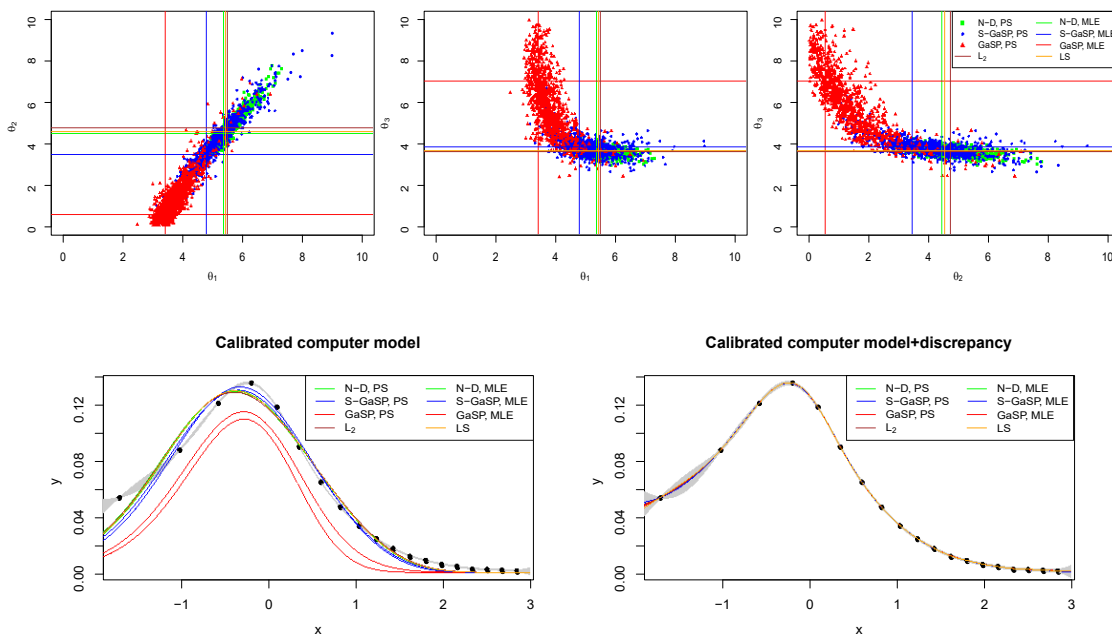 10
8
6
4
2
0
θ2
0 2 4 6 8 10
θ1
10
8
6
4
2
0
θ3
0 2 4 6 8 10
θ1
10
8
6
4
2
0
θ3
0 2 4 6 8 10
θ2
N−D, PS N−D, MLE
S−GaSP, PS S−GaSP, MLE
GaSP, PS GaSP, MLE
L2 LS
Calibrated computer model
0.12
0.08
0.04
0.00
y
−1 0 1 2 3
x
N−D, PS N−D, MLE
S−GaSP, PS S−GaSP, MLE
GaSP, PS GaSP, MLE
L2 LS
Calibrated computer model+discrepancy
0.12
0.08
0.04
0.00
y
−1 0 1 2 3
x
N−D, PS N−D, MLE
S−GaSP, PS S−GaSP, MLE
GaSP, PS GaSP, MLE
L2 LS